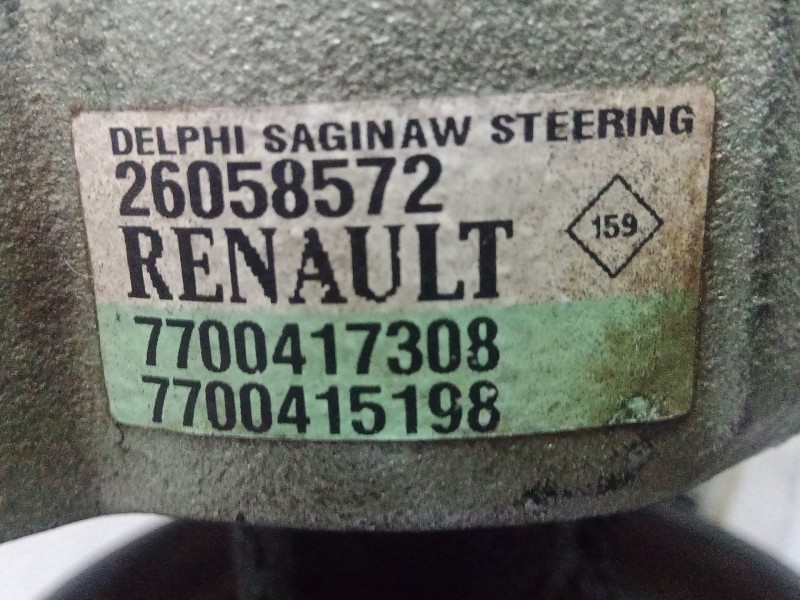 DELPHI SAGINAW STEERING
26058572
159
RENAULT
7700417308
7700415198